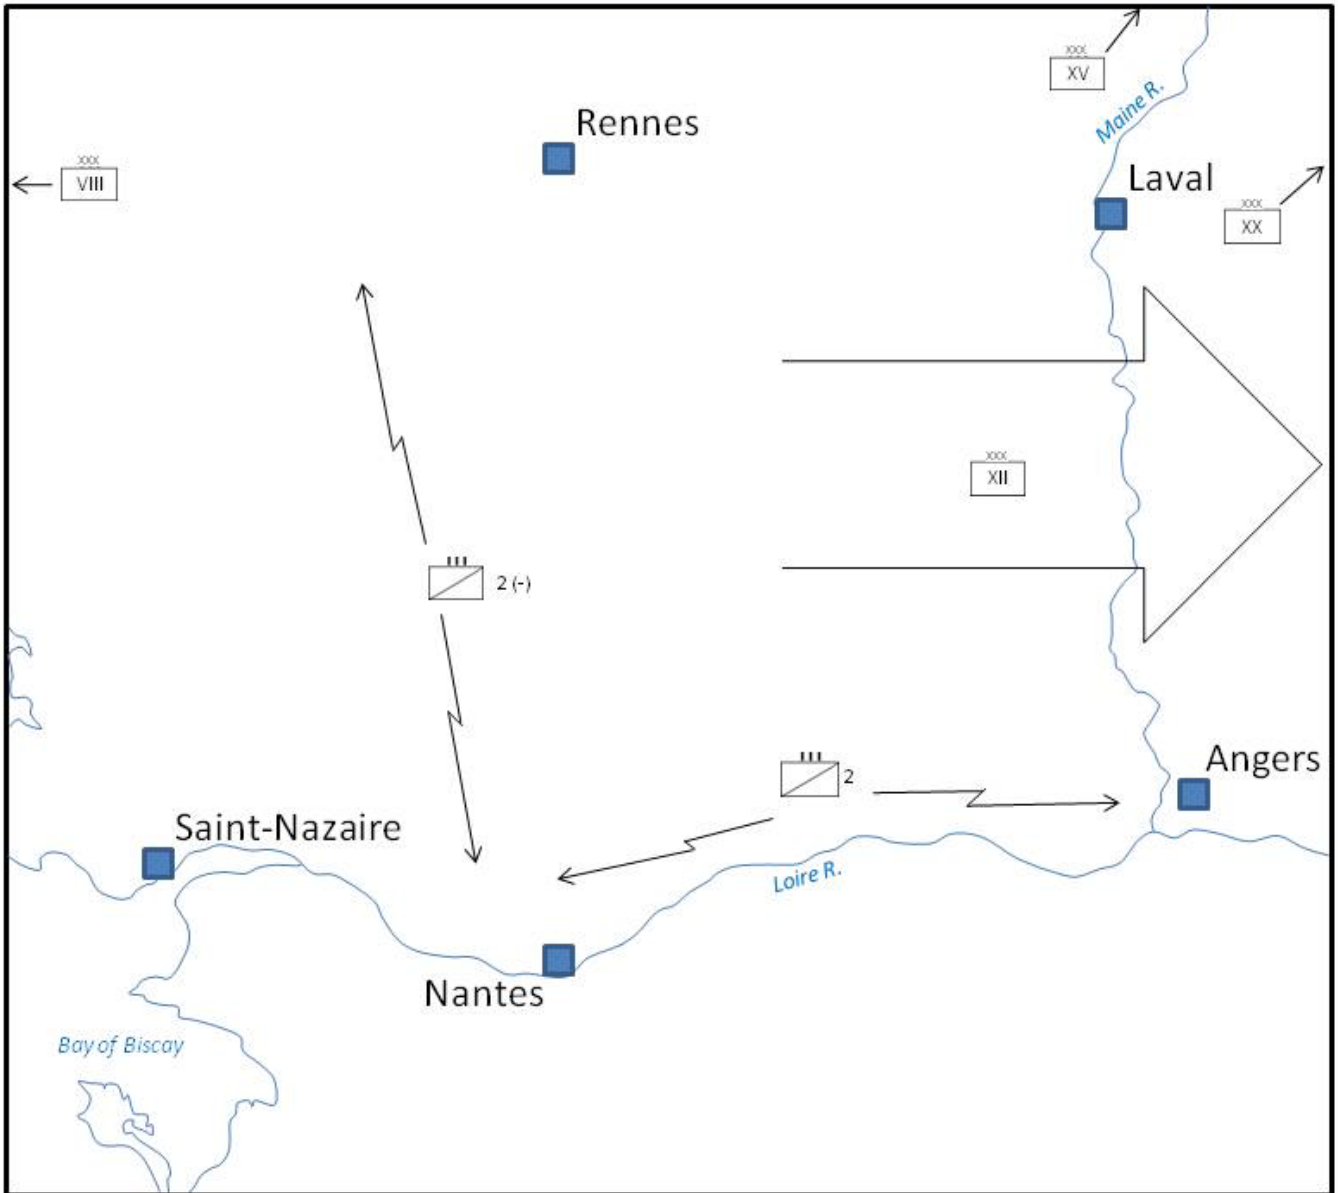 XXX
XV
Maine R.
Rennes
XXX
VIII
Laval
XXX
XX
XXX
XII
III
2 (-)
III
2
Angers
Saint-Nazaire
Loire R.
Nantes
Bay of Biscay